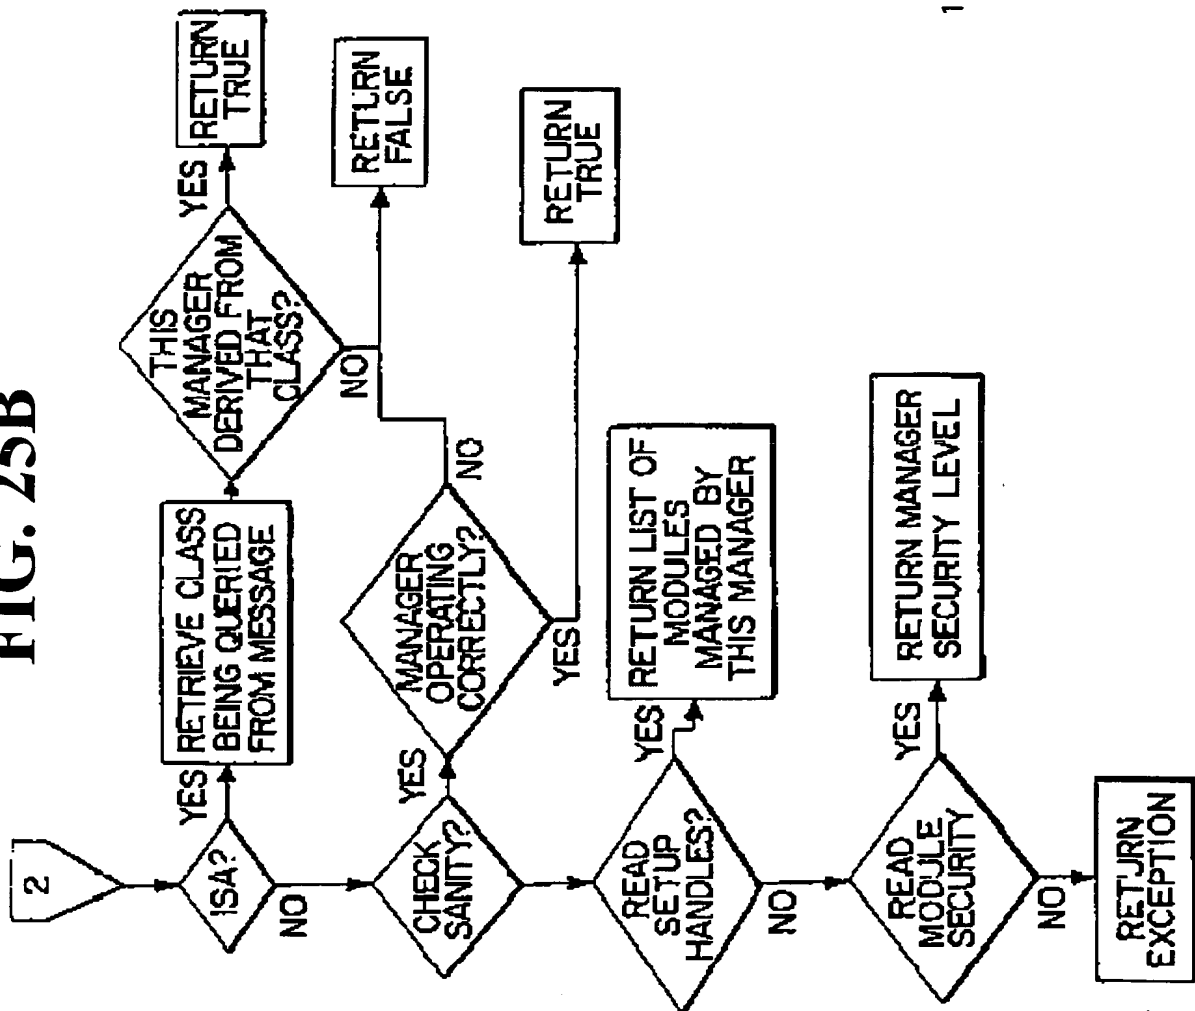 FIG. 25B
2
ISA?
YES
NO
RETRIEVE CLASS
BEING QUERIED
FROM MESSAGE
THIS
MANAGER
DERIVED FROM
THAT
CLASS?
YES
NO
RETURN
TRUE
RETURN
FALSE
CHECK
SANITY?
YES
MANAGER
OPERATING
CORRECTLY?
NO
YES
RETURN
TRUE
READ
SETUP
HANDLES?
YES
NO
RETURN LIST OF
MODULES
MANAGED BY
THIS MANAGER
READ
MODULE
SECURITY
YES
NO
RETURN MANAGER
SECURITY LEVEL
RETURN
EXCEPTION